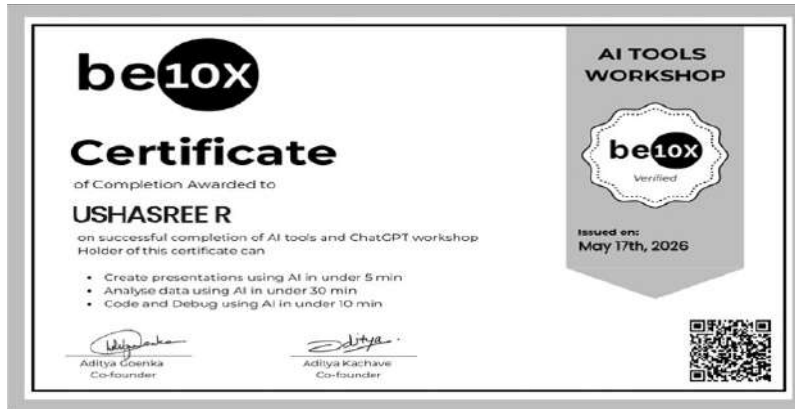 be10X
Certificate
of Completion Awarded to
USHASREE R
on successful completion of AI tools and ChatGPT workshop
Holder of this certificate can
• Create presentations using AI in under 5 min
• Analyse data using AI in under 30 min
• Code and Debug using AI in under 10 min
Aditya Goenka
Co-founder
Aditya Kachave
Co-founder
AI TOOLS
WORKSHOP
be10X
Verified
Issued on:
May 17th, 2026